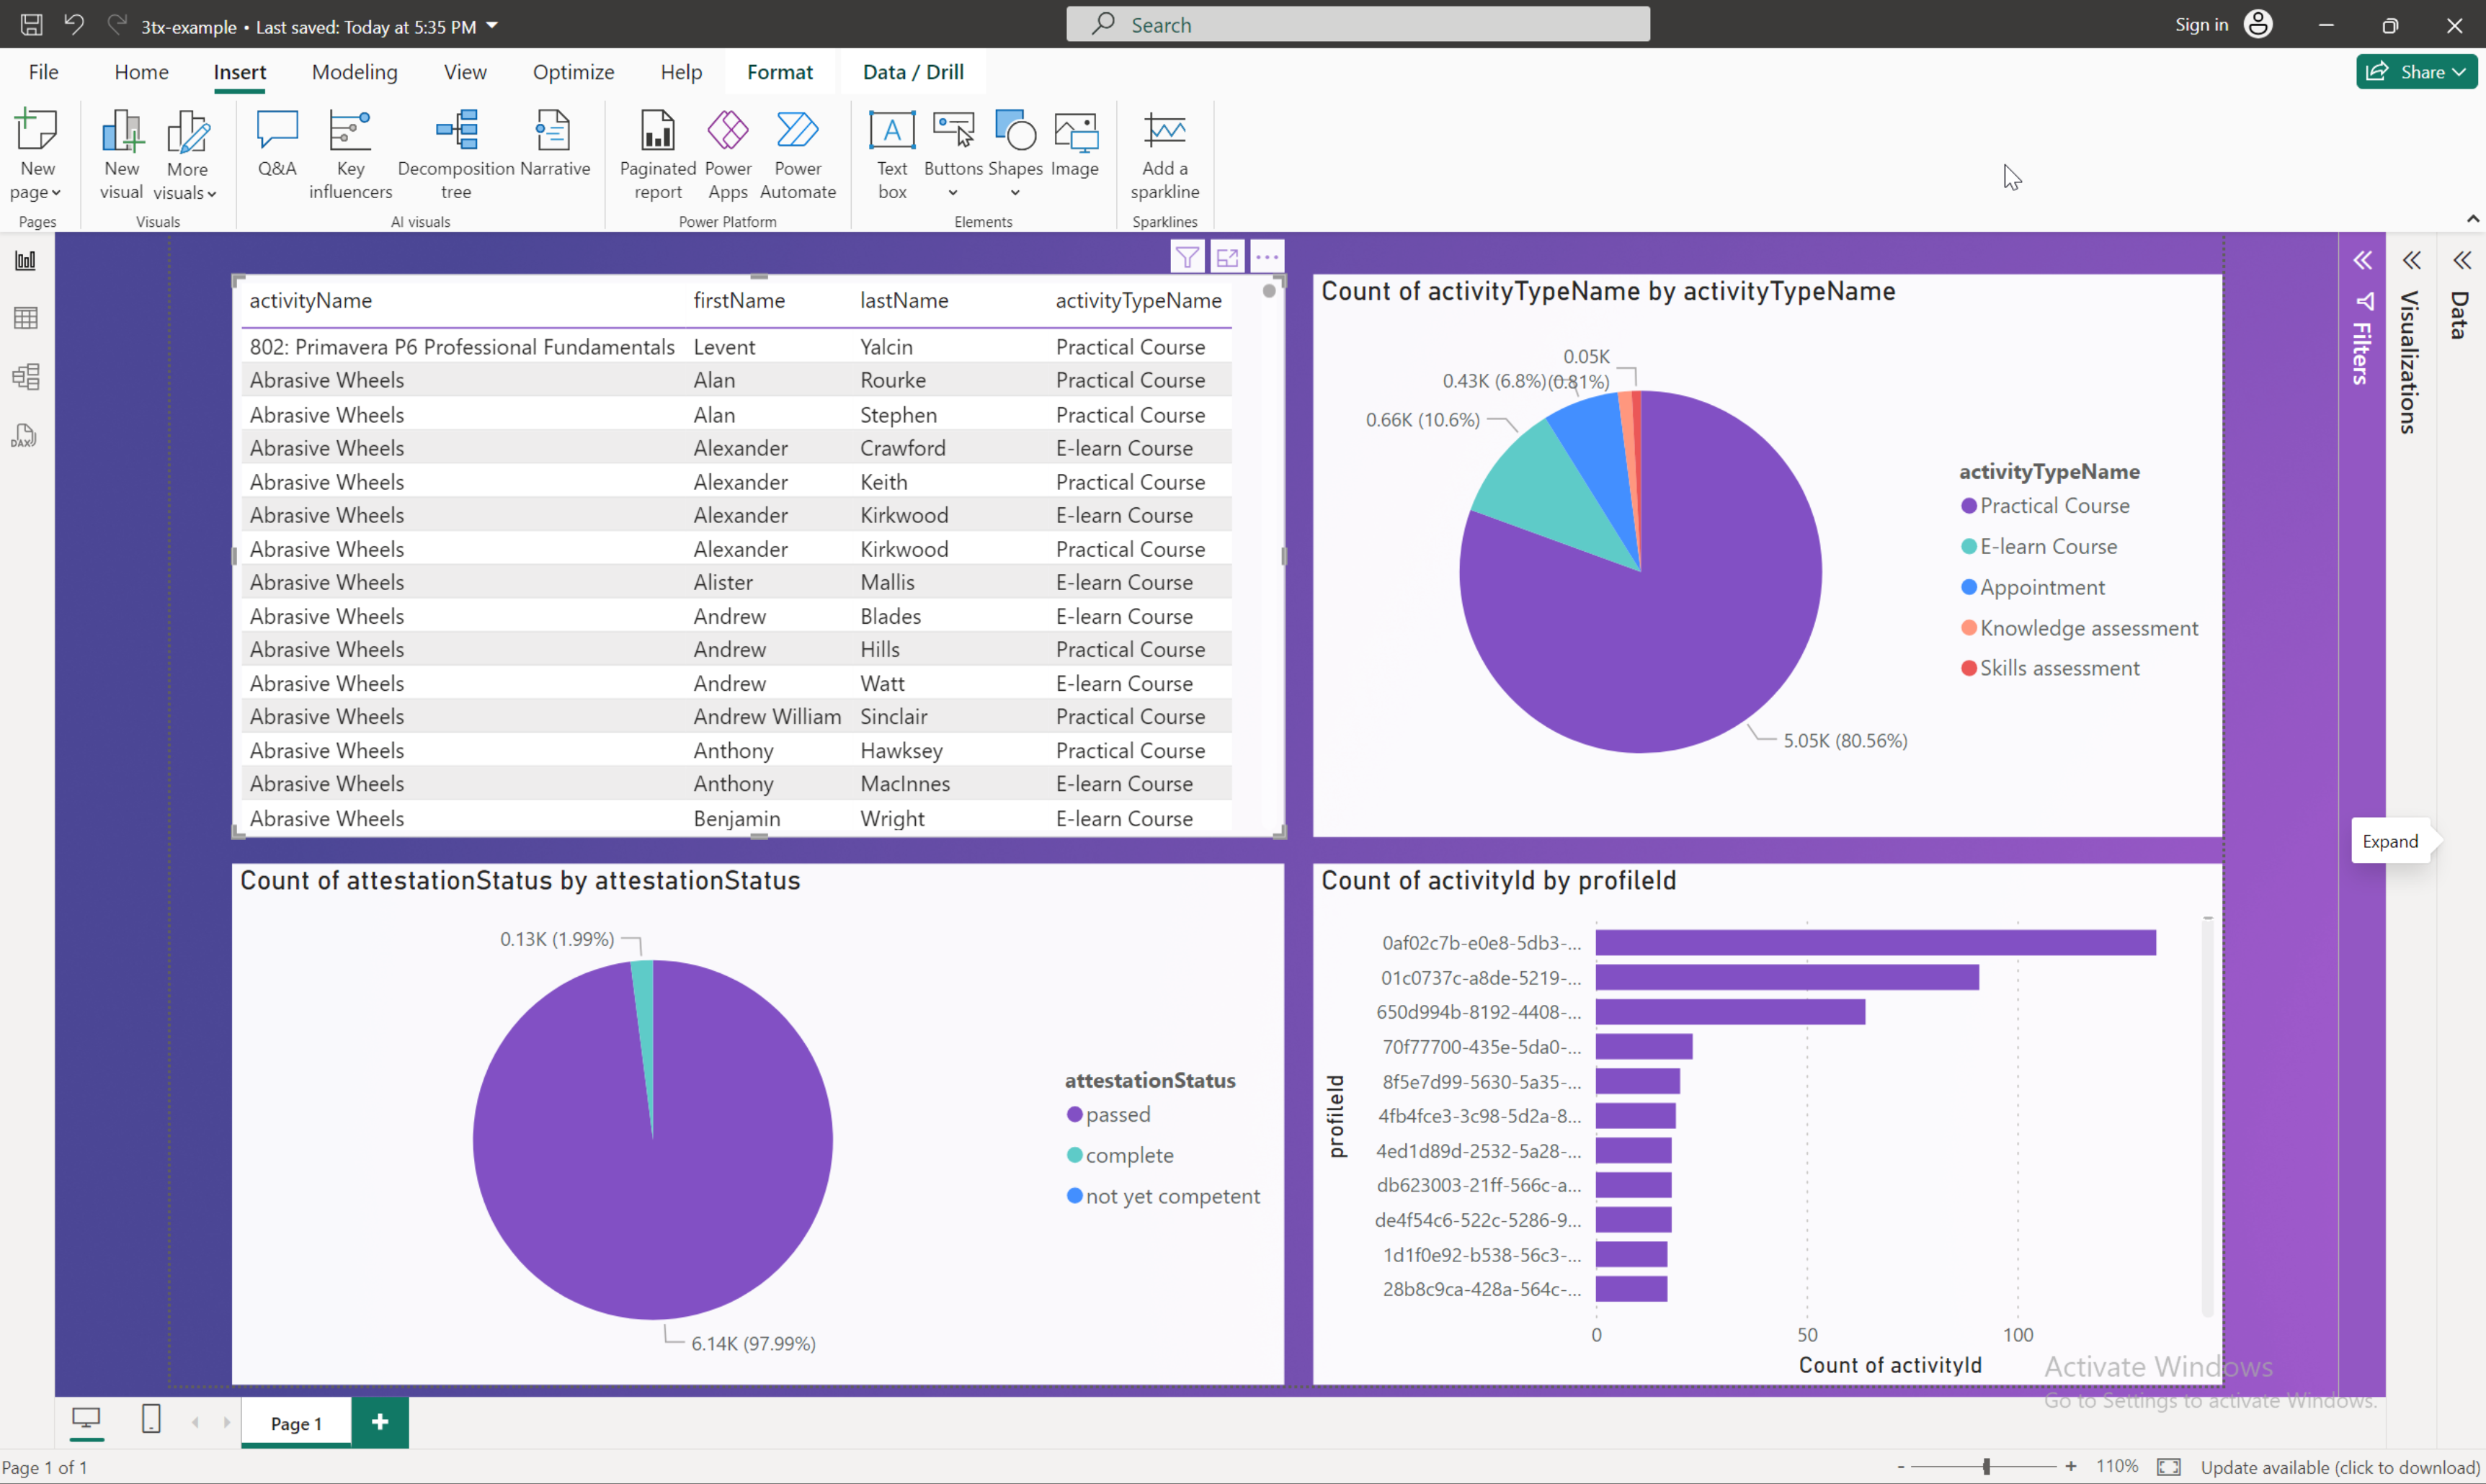 3tx-example • Last saved: Today at 5:35 PM
Search
Sign in
File Home Insert Modeling View Optimize Help Format Data / Drill
Share
New page
Pages
New visual
More visuals
Visuals
Q&A
Key influencers
Decomposition tree
Narrative
AI visuals
Paginated report
Power Apps
Power Automate
Power Platform
Text box
Buttons
Shapes
Image
Elements
Add a sparkline
Sparklines
DAX
activityName firstName lastName activityTypeName
802: Primavera P6 Professional Fundamentals Levent Yalcin Practical Course
Abrasive Wheels Alan Rourke Practical Course
Abrasive Wheels Alan Stephen Practical Course
Abrasive Wheels Alexander Crawford E-learn Course
Abrasive Wheels Alexander Keith Practical Course
Abrasive Wheels Alexander Kirkwood E-learn Course
Abrasive Wheels Alexander Kirkwood Practical Course
Abrasive Wheels Alister Mallis E-learn Course
Abrasive Wheels Andrew Blades E-learn Course
Abrasive Wheels Andrew Hills Practical Course
Abrasive Wheels Andrew Watt E-learn Course
Abrasive Wheels Andrew William Sinclair Practical Course
Abrasive Wheels Anthony Hawksey Practical Course
Abrasive Wheels Anthony MacInnes E-learn Course
Abrasive Wheels Benjamin Wright E-learn Course
Count of activityTypeName by activityTypeName
0.05K
(0.81%)
0.43K (6.8%)
0.66K (10.6%)
5.05K (80.56%)
activityTypeName
Practical Course
E-learn Course
Appointment
Knowledge assessment
Skills assessment
Filters
Visualizations
Data
Expand
Count of attestationStatus by attestationStatus
0.13K (1.99%)
6.14K (97.99%)
attestationStatus
passed
complete
not yet competent
Count of activityId by profileId
profileId
0af02c7b-e0e8-5db3-...
01c0737c-a8de-5219-...
650d994b-8192-4408-...
70f77700-435e-5da0-...
8f5e7d99-5630-5a35-...
4fb4fce3-3c98-5d2a-8...
4ed1d89d-2532-5a28-...
db623003-21ff-566c-a...
de4f54c6-522c-5286-9...
1d1f0e92-b538-56c3-...
28b8c9ca-428a-564c-...
0 50 100
Count of activityId
Activate Windows
Go to Settings to activate Windows.
Page 1
Page 1 of 1
- + 110%
Update available (click to download)